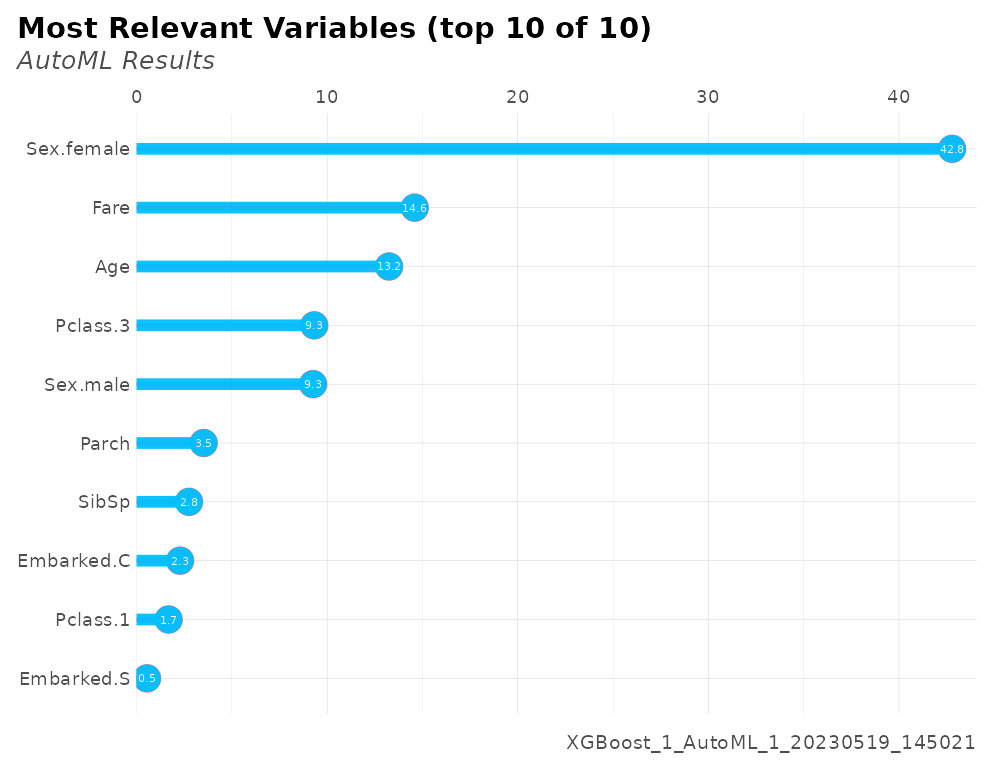 Most Relevant Variables (top 10 of 10)
AutoML Results
0 10 20 30 40
Sex.female 42.8
Fare 14.6
Age 13.2
Pclass.3 9.3
Sex.male 9.3
Parch 3.5
SibSp 2.8
Embarked.C 2.3
Pclass.1 1.7
Embarked.S 0.5
XGBoost_1_AutoML_1_20230519_145021